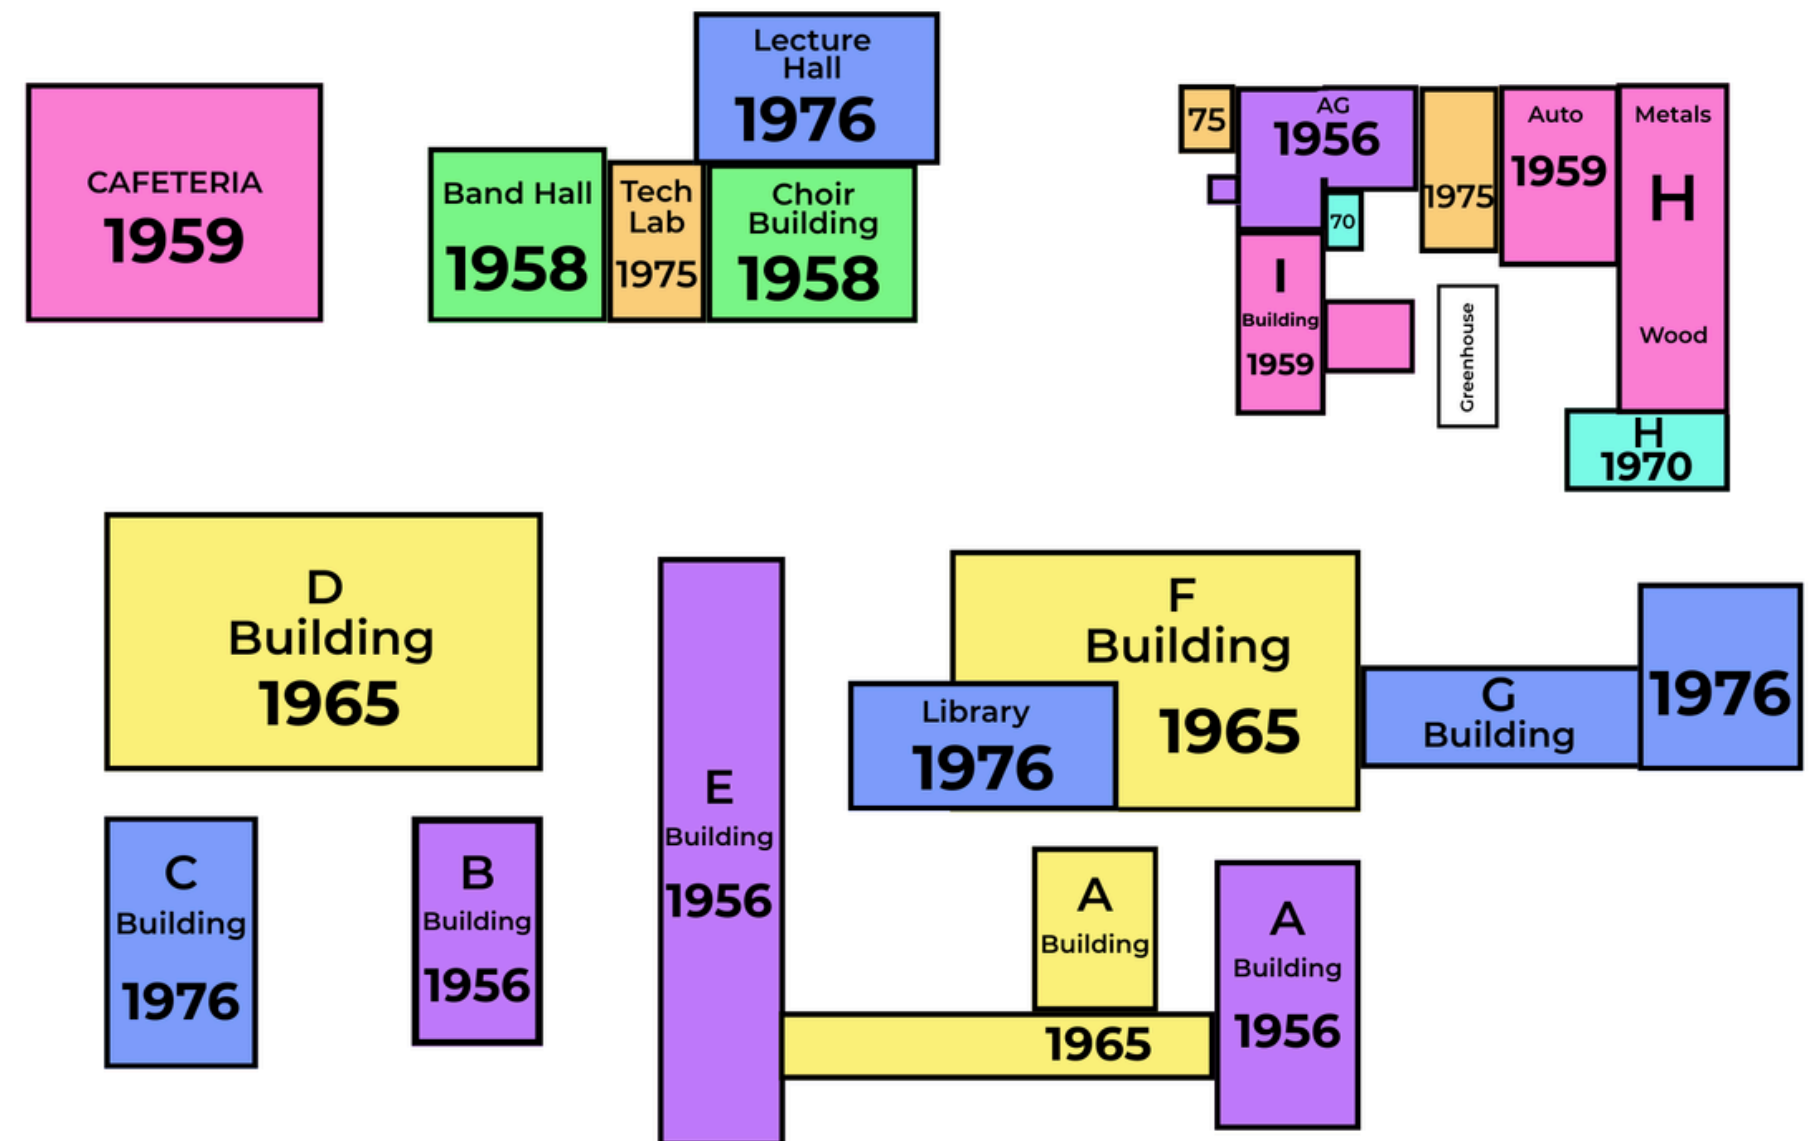 CAFETERIA
1959
Lecture
Hall
1976
Band Hall
1958
Tech
Lab
1975
Choir
Building
1958
75
AG
1956
70
I
Building
1959
1975
Auto
1959
Metals
H
Wood
H
1970
Greenhouse
D
Building
1965
C
Building
1976
B
Building
1956
E
Building
1956
F
Building
1965
Library
1976
G
Building
1976
A
Building
1965
A
Building
1956